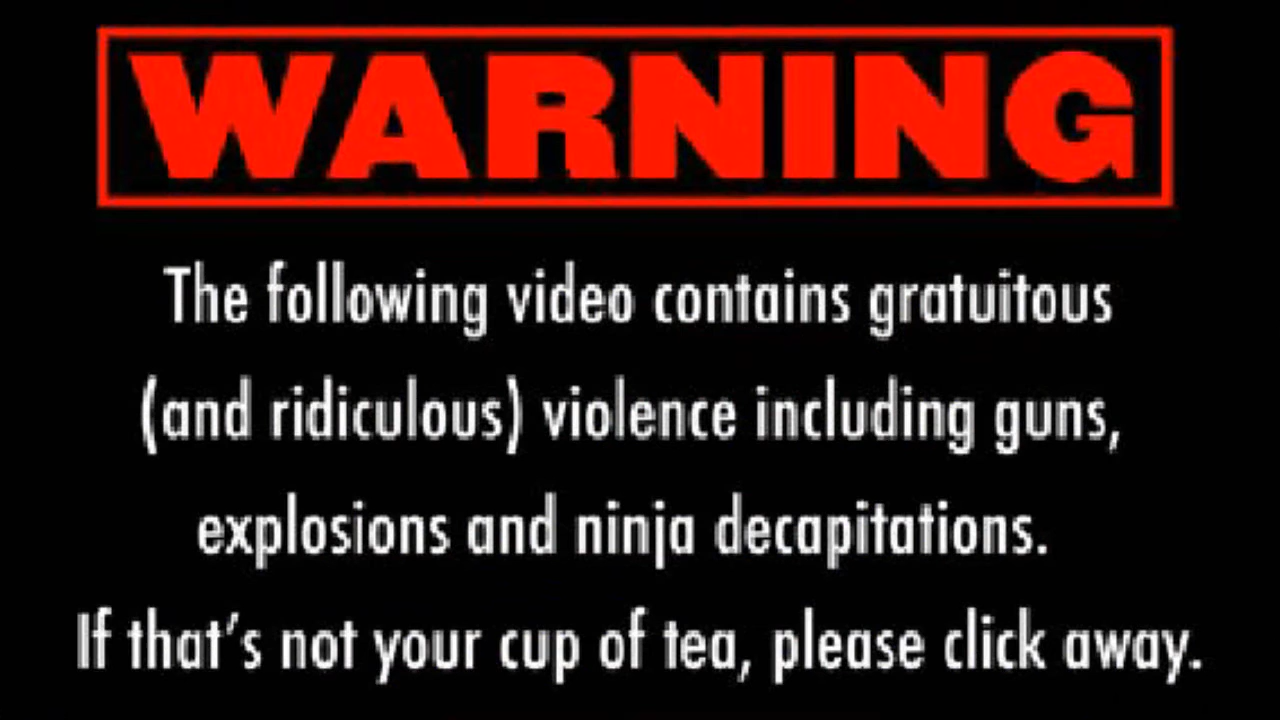 WARNING
The following video contains gratuitous
(and ridiculous) violence including guns,
explosions and ninja decapitations.
If that's not your cup of tea, please click away.